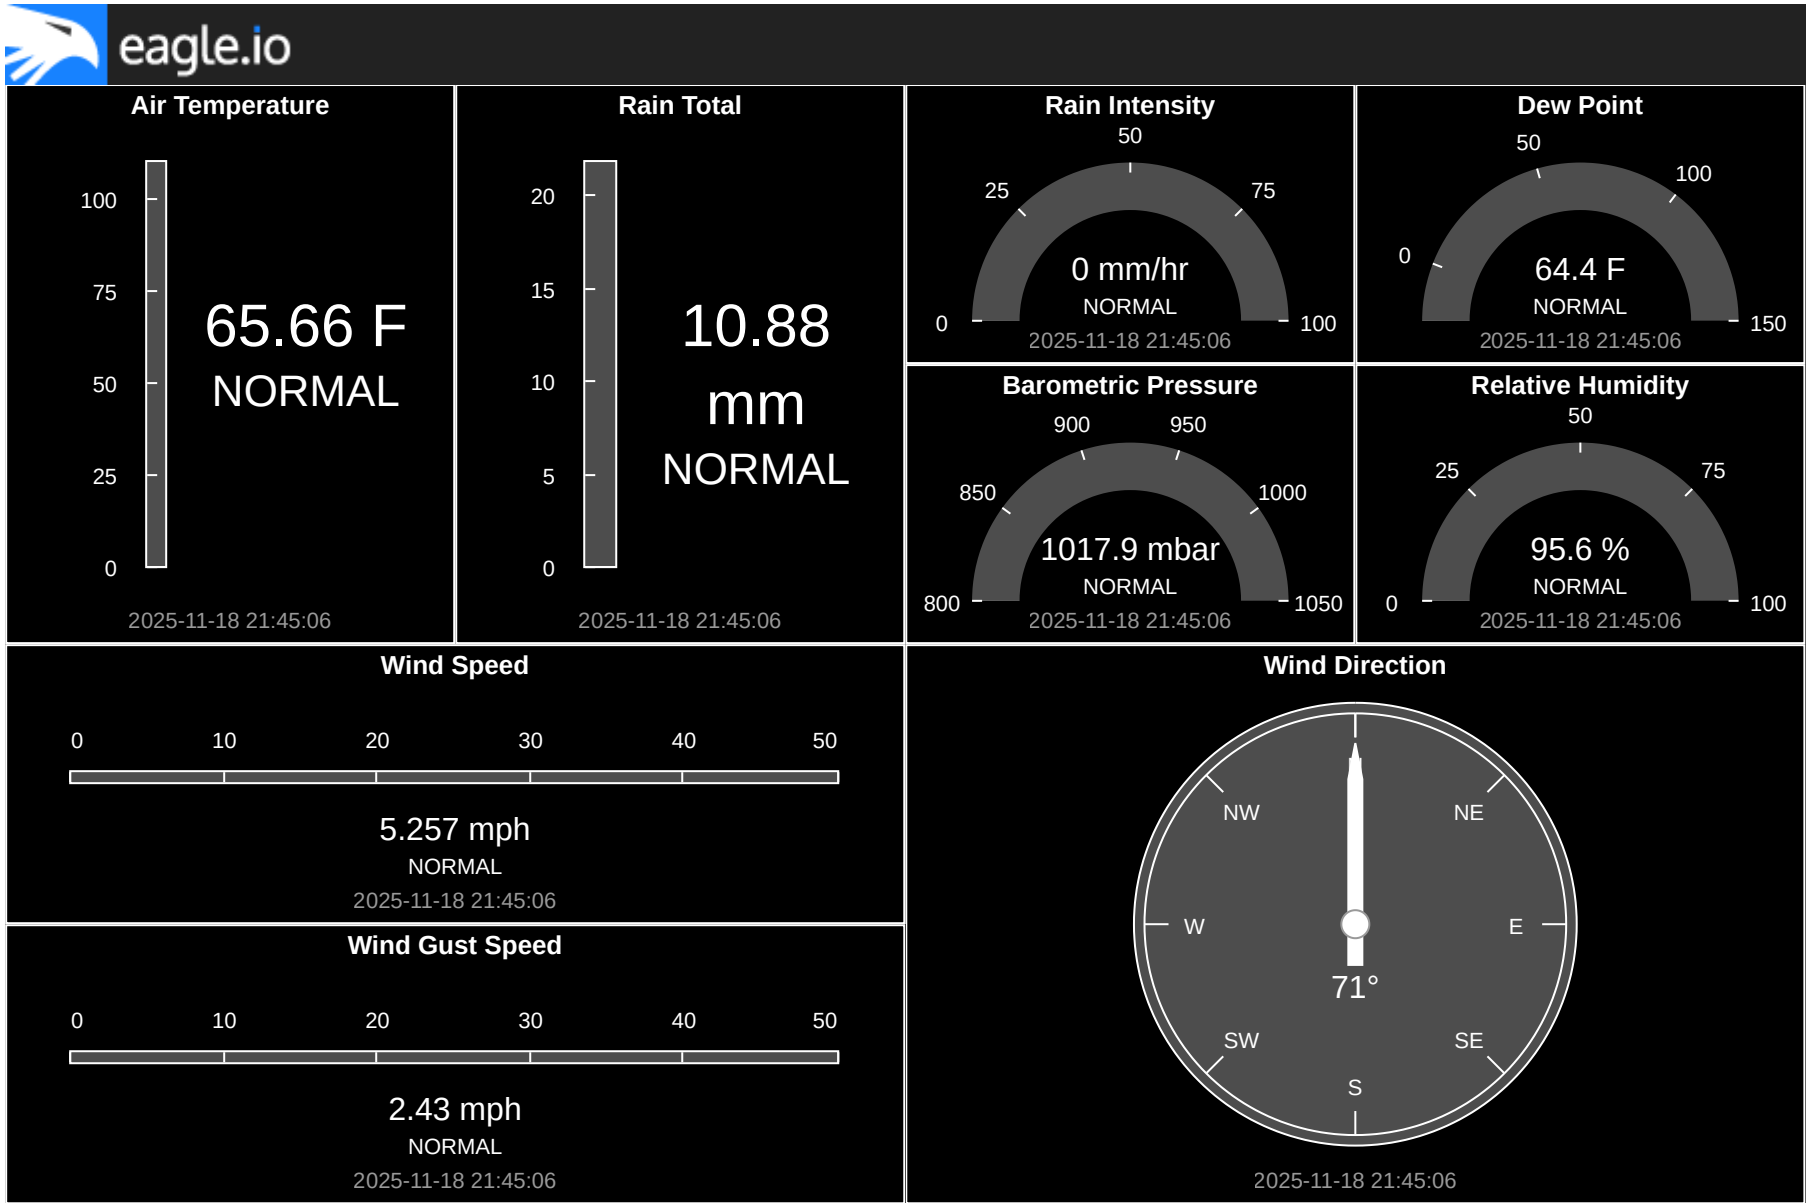 eagle.io
Air Temperature
100
75
50
25
0
65.66 F
NORMAL
2025-11-18 21:45:06
Rain Total
20
15
10
5
0
10.88
mm
NORMAL
2025-11-18 21:45:06
Rain Intensity
50
25
75
0
100
0 mm/hr
NORMAL
2025-11-18 21:45:06
Dew Point
50
100
0
150
64.4 F
NORMAL
2025-11-18 21:45:06
Barometric Pressure
900
950
850
1000
800
1050
1017.9 mbar
NORMAL
2025-11-18 21:45:06
Relative Humidity
50
25
75
0
100
95.6 %
NORMAL
2025-11-18 21:45:06
Wind Speed
0 10 20 30 40 50
5.257 mph
NORMAL
2025-11-18 21:45:06
Wind Gust Speed
0 10 20 30 40 50
2.43 mph
NORMAL
2025-11-18 21:45:06
Wind Direction
NW
NE
W
E
71°
SW
SE
S
2025-11-18 21:45:06